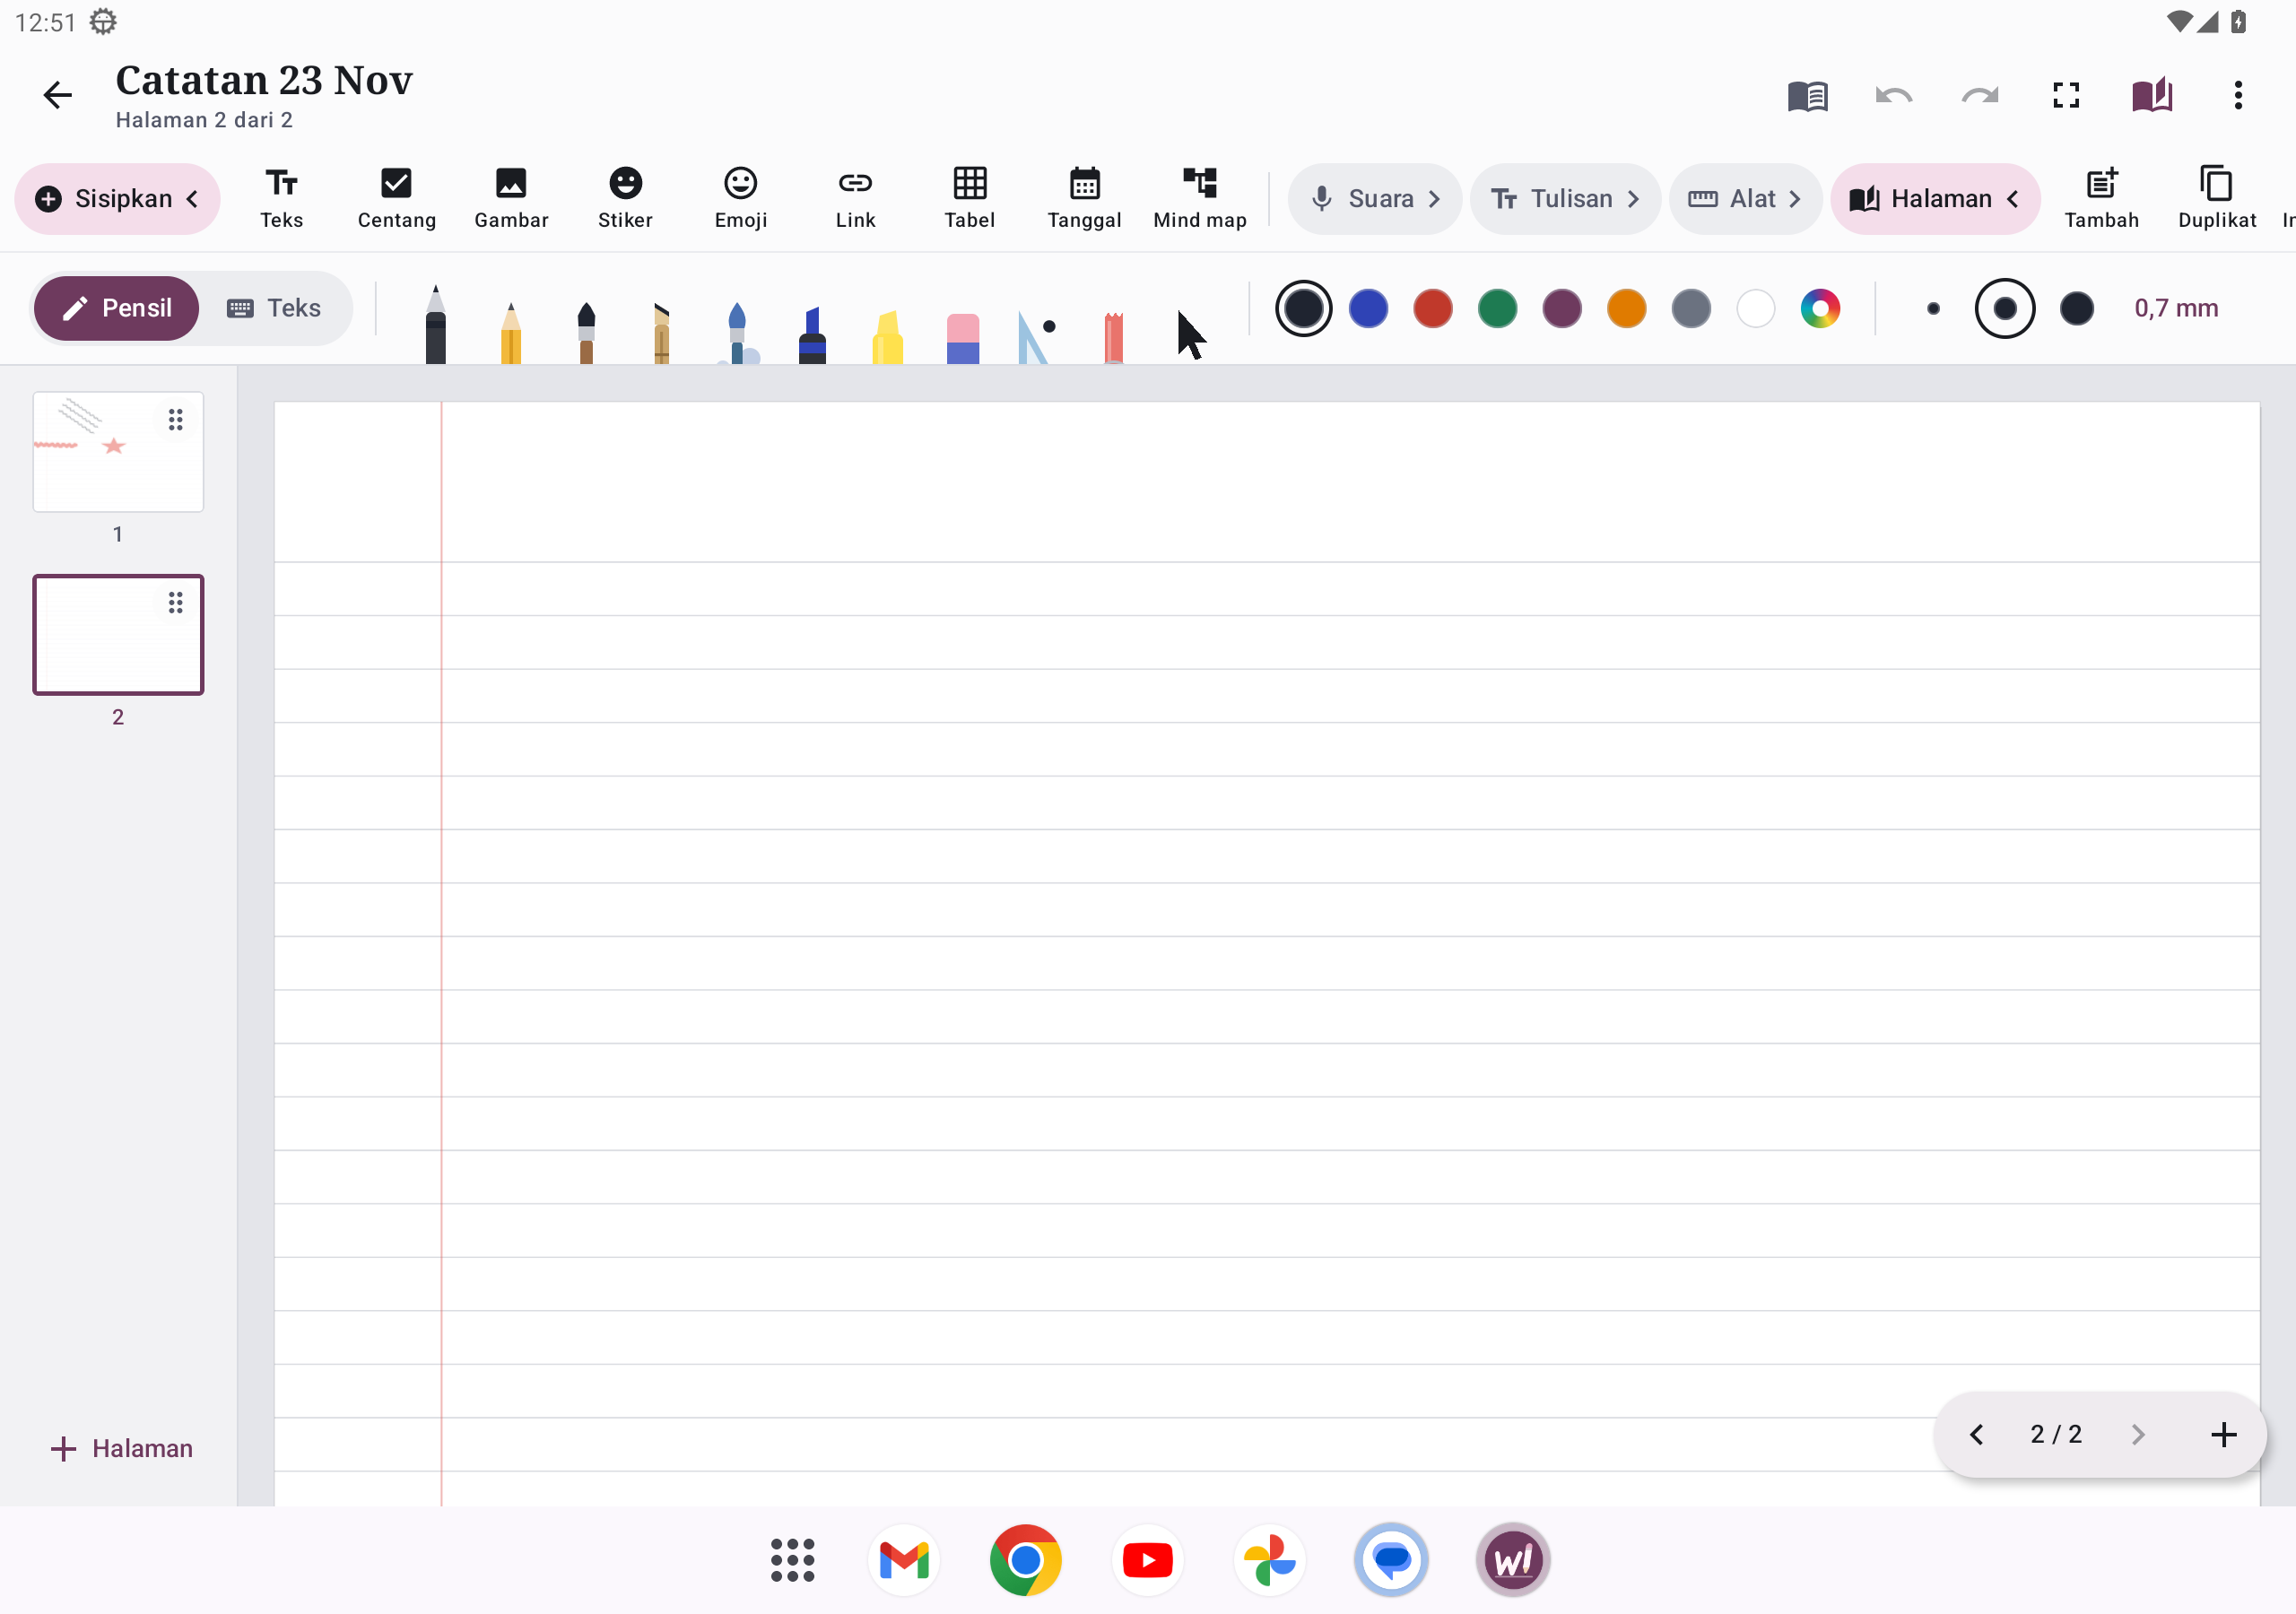 12:51
Catatan 23 Nov
Halaman 2 dari 2
Sisipkan
Teks
Centang
Gambar
Stiker
Emoji
Link
Tabel
Tanggal
Mind map
Suara
Tulisan
Alat
Halaman
Tambah
Duplikat
Pensil
Teks
0,7 mm
1
2
Halaman
2 / 2